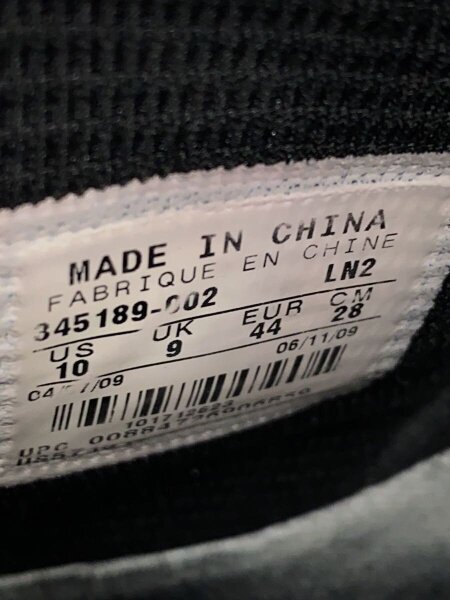 MADE IN CHINA
FABRIQUE EN CHINE
345189-002 LN2
US UK EUR CM
10 9 44 28
06/11/09
UPC